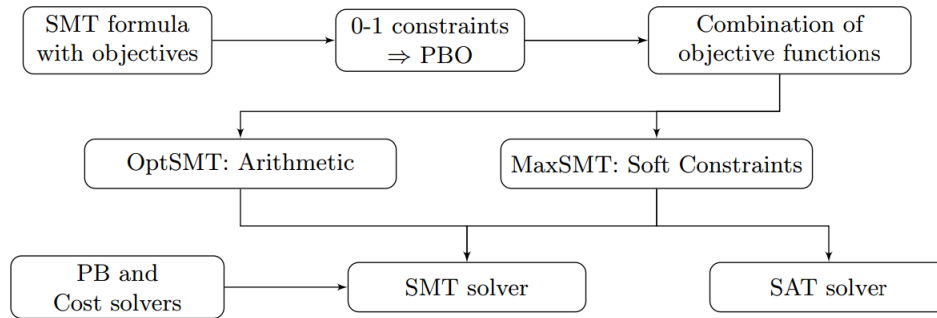 SMT formula
with objectives
0-1 constraints
⇒ PBO
Combination of
objective functions
OptSMT: Arithmetic
MaxSMT: Soft Constraints
PB and
Cost solvers
SMT solver
SAT solver